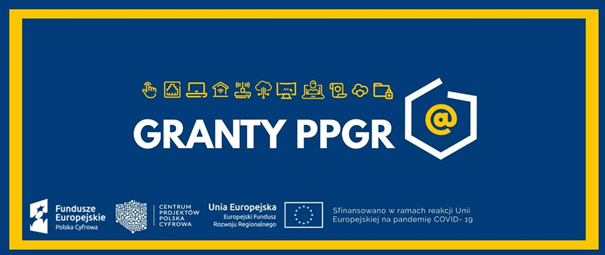 GRANTY PPGR
@
Fundusze
Europejskie
Polska Cyfrowa
CENTRUM
PROJEKTÓW
POLSKA
CYFROWA
Unia Europejska
Europejski Fundusz
Rozwoju Regionalnego
Sfinansowano w ramach reakcji Unii
Europejskiej na pandemię COVID- 19